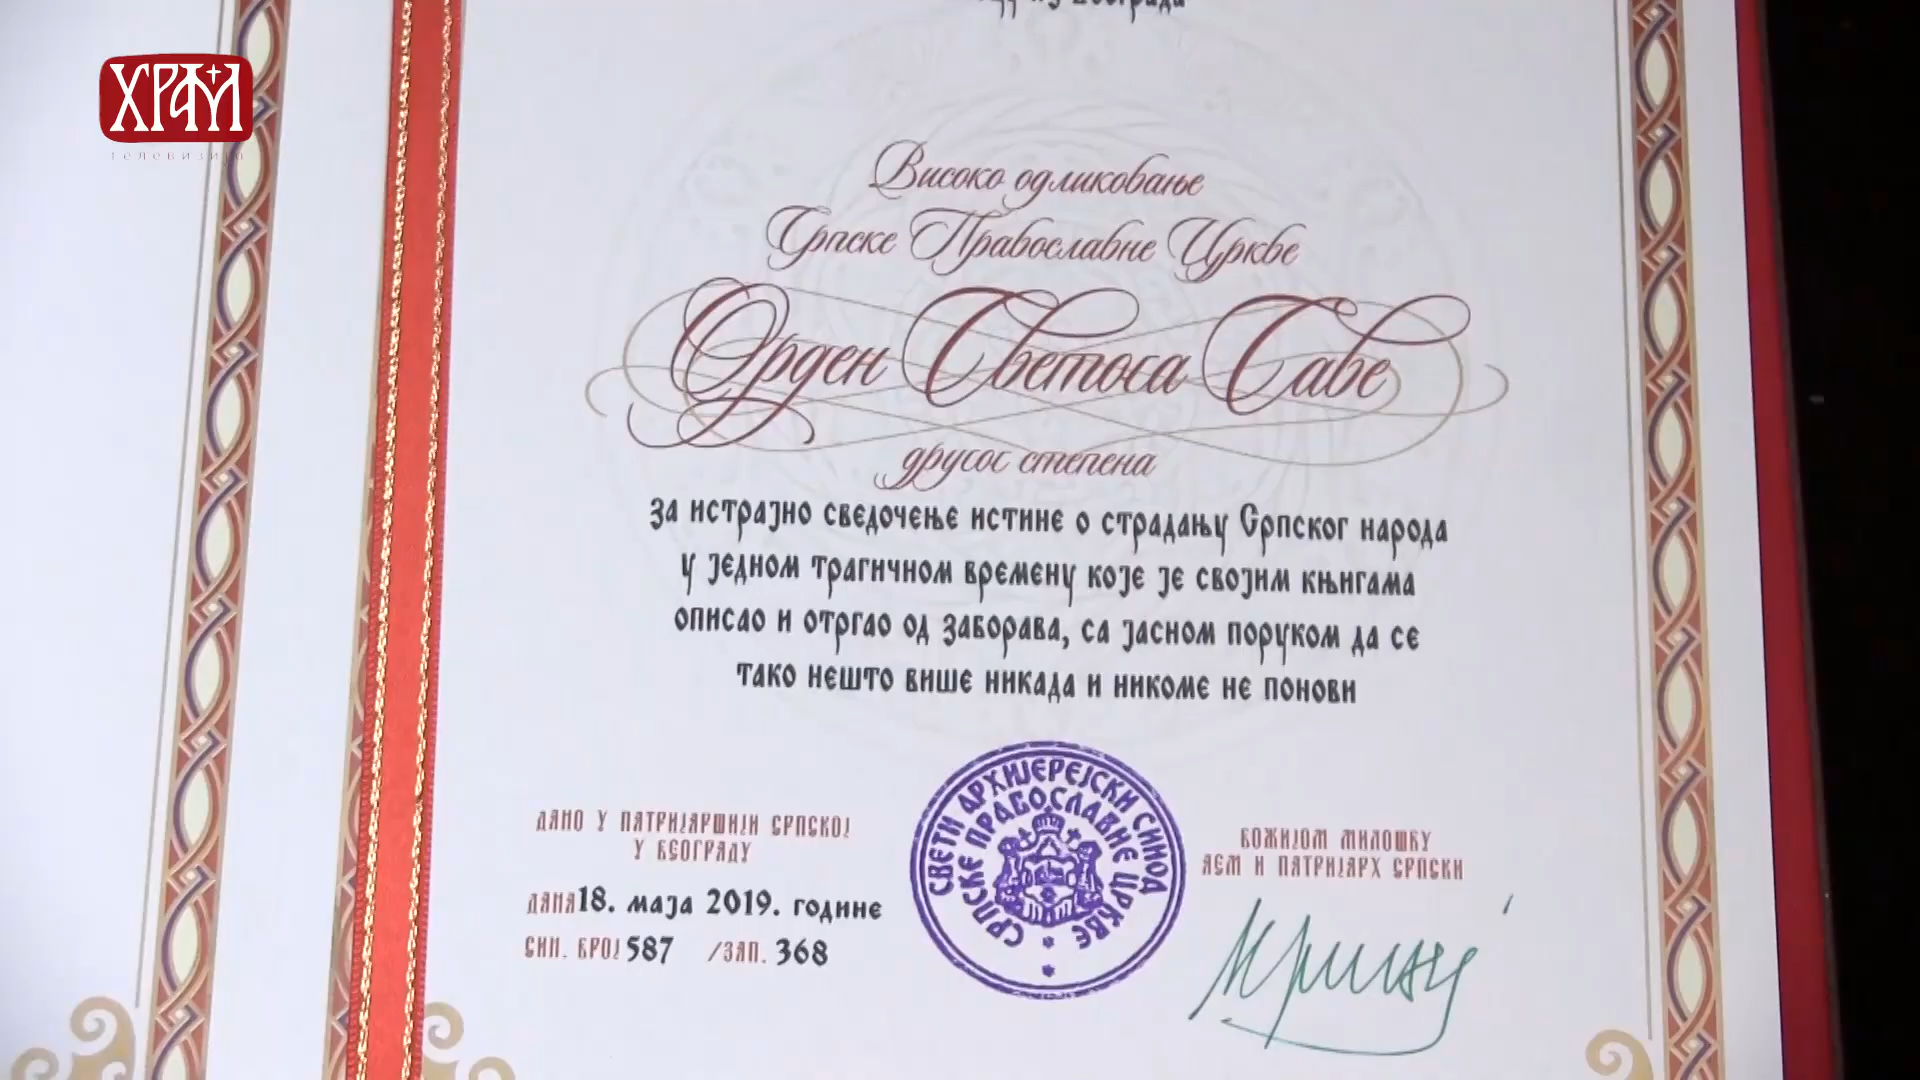 ХРАМ
телевизија
Београда
Високо одликовање
Српске Православне Цркве
Орден Светога Саве
другог степена
за истрајно сведочење истине о страдању Српског народа
у једном трагичном времену које је својим књигама
описао и отргао од заборава, са јасном поруком да се
тако нешто више никада и никоме не понови
ДАНО У ПАТРИЈАРШИЈИ СРПСКОЈ
У БЕОГРАДУ
ДАНА 18. маја 2019. године
СИН. БРОЈ 587 /ЗАП. 368
СВЕТИ АРХИЈЕРЕЈСКИ СИНОД
СРПСКЕ ПРАВОСЛАВНЕ ЦРКВЕ
БОЖИЈОМ МИЛОШЋУ
АЕМ И ПАТРИЈАРХ СРПСКИ